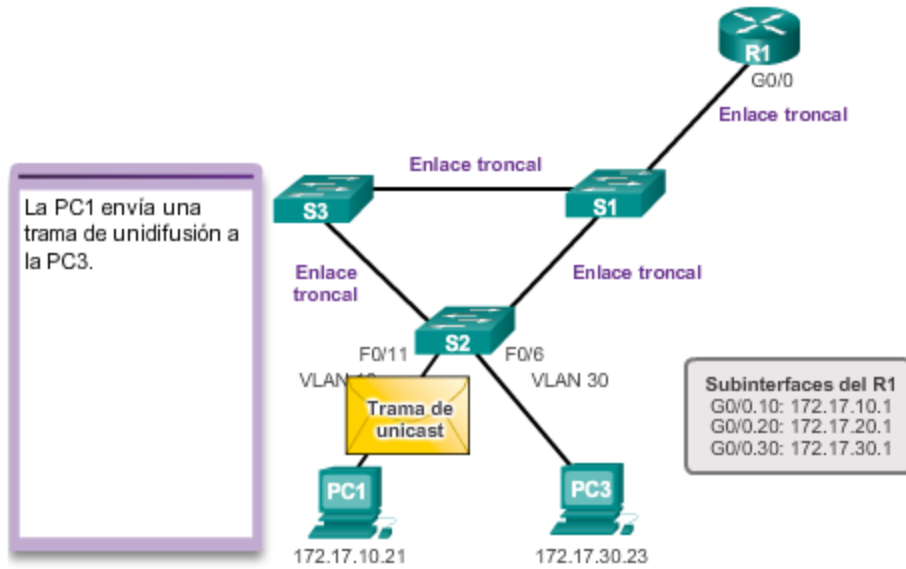 R1
G0/0
Enlace troncal
Enlace troncal
La PC1 envía una
trama de unidifusión a
la PC3.
S3
S1
Enlace
troncal
Enlace troncal
S2
F0/11
F0/6
VLAN
VLAN 30
Trama de
unicast
Subinterfaces del R1
G0/0.10: 172.17.10.1
G0/0.20: 172.17.20.1
G0/0.30: 172.17.30.1
PC1
PC3
172.17.10.21
172.17.30.23